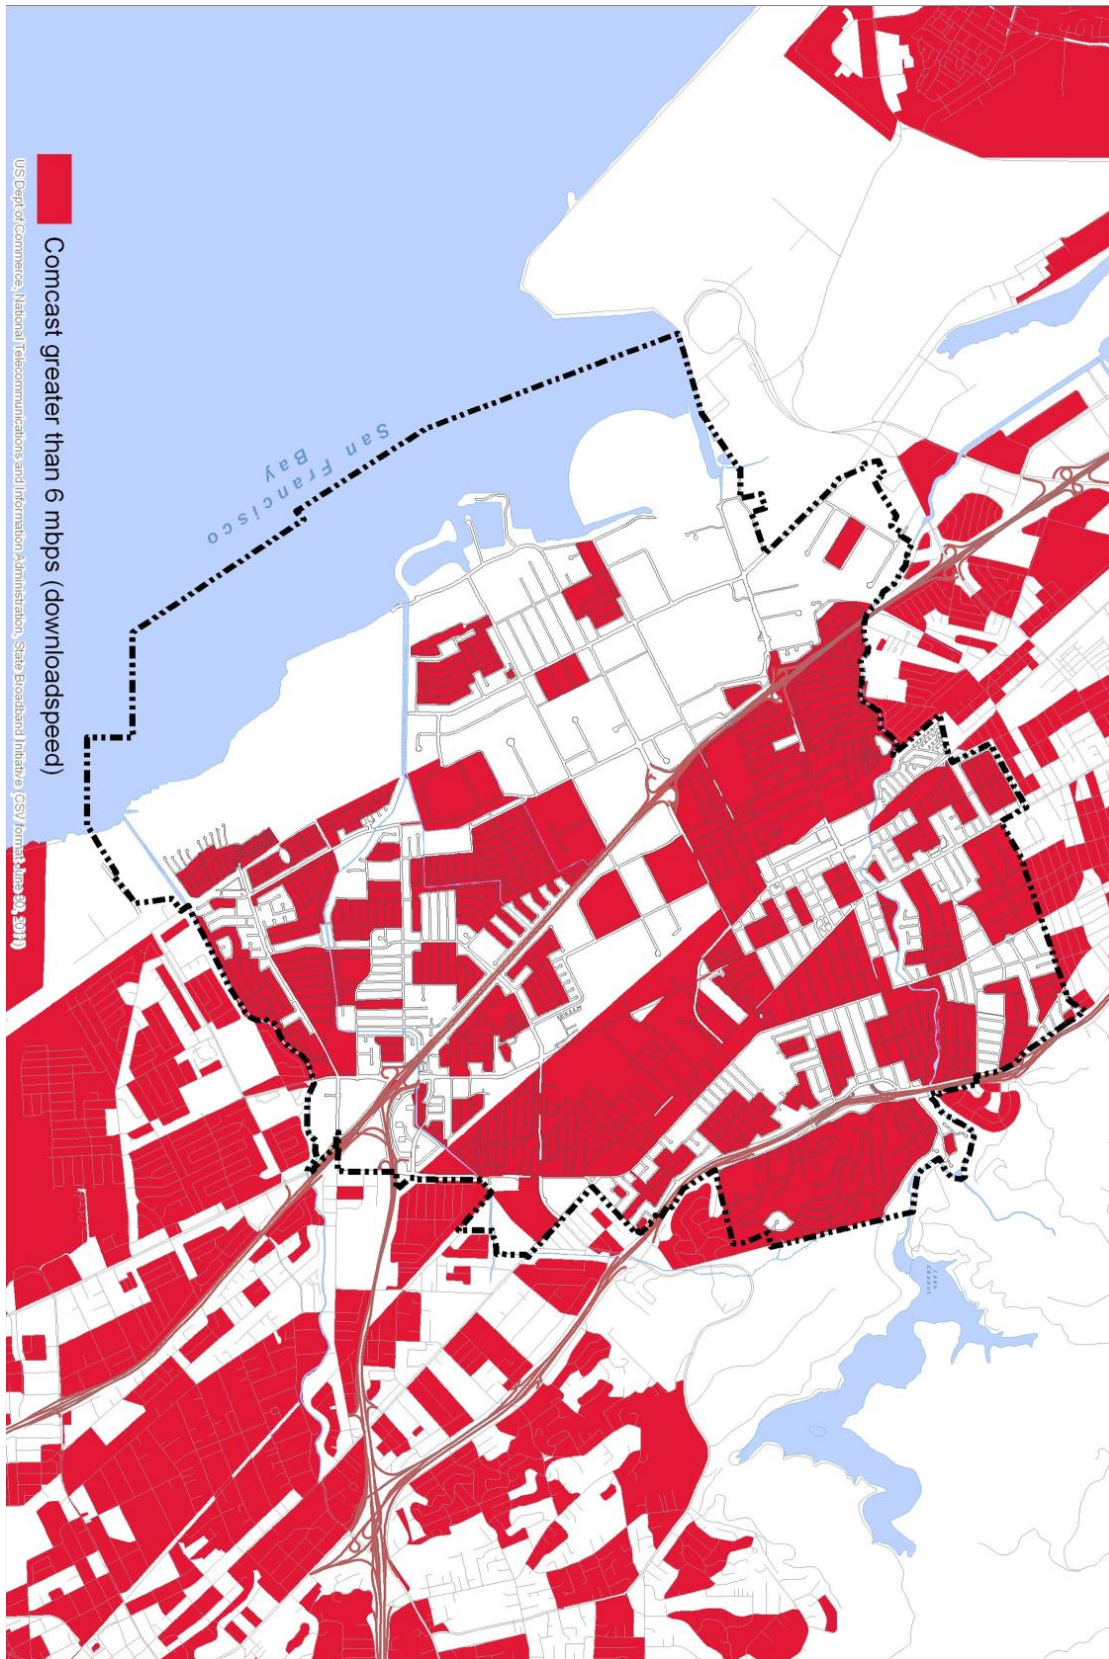 Comcast greater than 6 mbps (downloadspeed)
US Dept of Commerce, National Telecommunications and Information Administration, State Broadband Initiative (CSV format June 30, 2011)
San Francisco
Bay